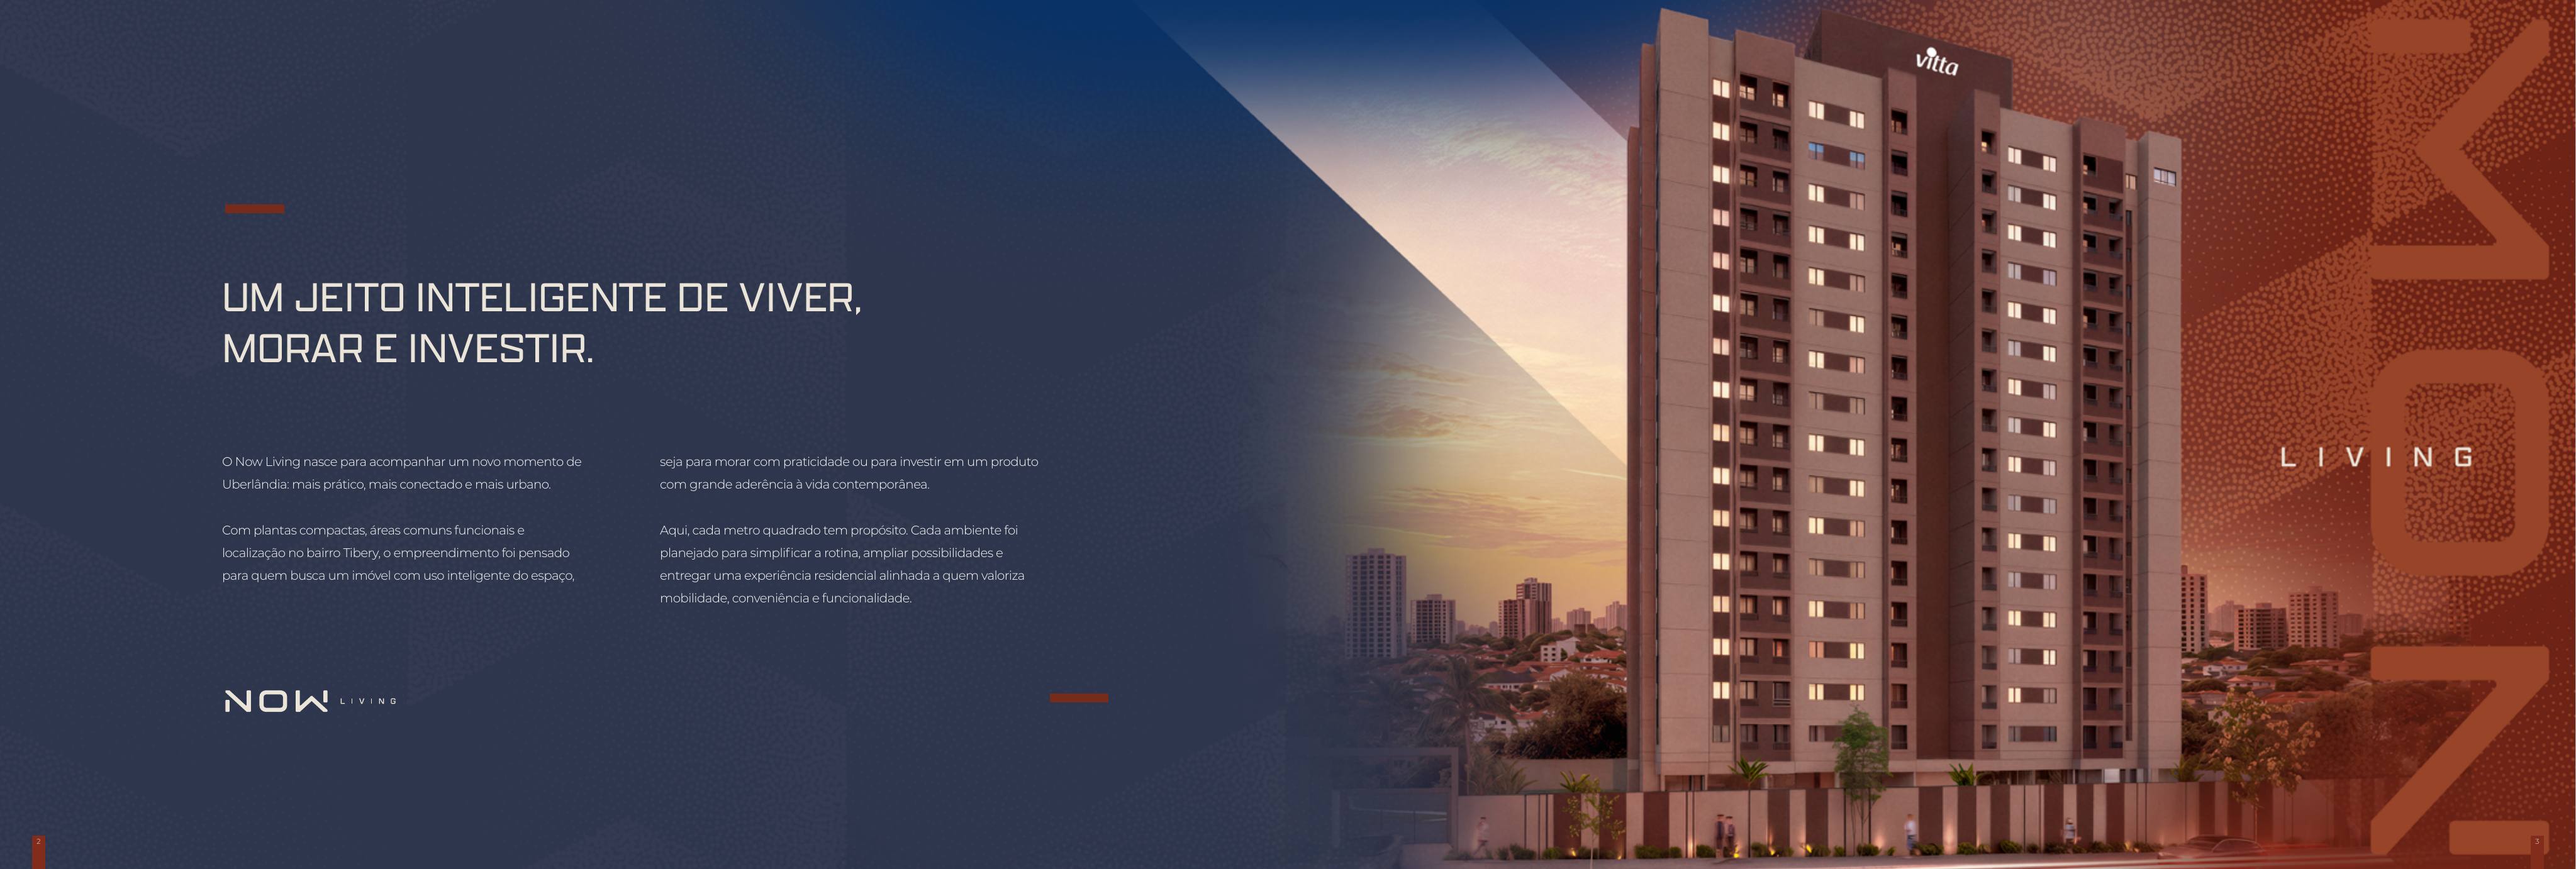 UM JEITO INTELIGENTE DE VIVER,
MORAR E INVESTIR.
O Now Living nasce para acompanhar um novo momento de
Uberlândia: mais prático, mais conectado e mais urbano.
Com plantas compactas, áreas comuns funcionais e
localização no bairro Tibery, o empreendimento foi pensado
para quem busca um imóvel com uso inteligente do espaço,
seja para morar com praticidade ou para investir em um produto
com grande aderência à vida contemporânea.
Aqui, cada metro quadrado tem propósito. Cada ambiente foi
planejado para simplificar a rotina, ampliar possibilidades e
entregar uma experiência residencial alinhada a quem valoriza
mobilidade, conveniência e funcionalidade.
NOW LIVING
2
vitta
NOW
LIVING
3